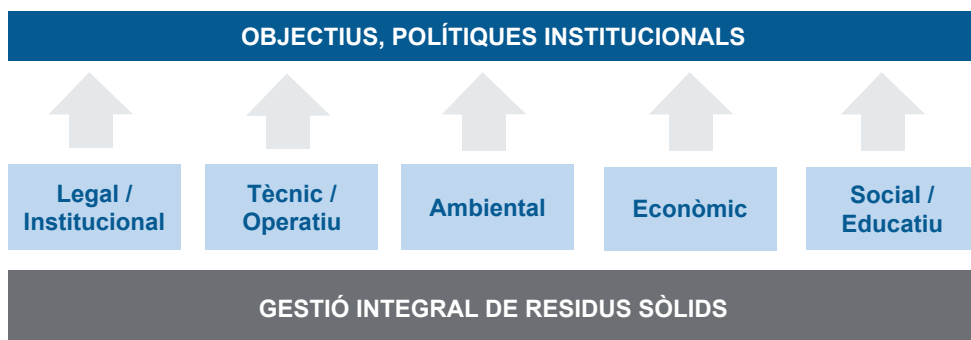 OBJECTIUS, POLÍTIQUES INSTITUCIONALS
Legal /
Institucional
Tècnic /
Operatiu
Ambiental
Econòmic
Social /
Educatiu
GESTIÓ INTEGRAL DE RESIDUS SÒLIDS